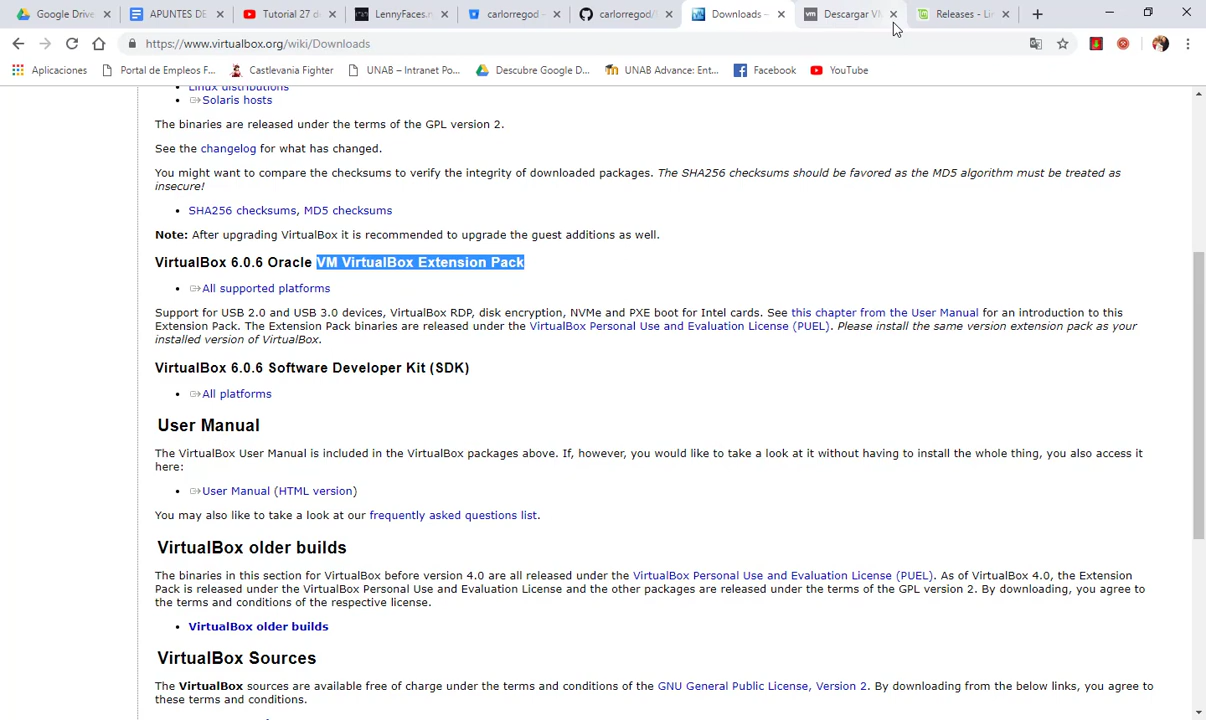 Google Drive
APUNTES DE
Tutorial 27 d
LennyFaces.n
carlorregod -
carlorregod/
Downloads –
Descargar VM
Releases - Li
https://www.virtualbox.org/wiki/Downloads
Aplicaciones
Portal de Empleos F...
Castlevania Fighter
UNAB – Intranet Po...
Descubre Google D...
UNAB Advance: Ent...
Facebook
YouTube
Linux distributions
Solaris hosts
The binaries are released under the terms of the GPL version 2.
See the changelog for what has changed.
You might want to compare the checksums to verify the integrity of downloaded packages. The SHA256 checksums should be favored as the MD5 algorithm must be treated as
insecure!
SHA256 checksums, MD5 checksums
Note: After upgrading VirtualBox it is recommended to upgrade the guest additions as well.
VirtualBox 6.0.6 Oracle VM VirtualBox Extension Pack
All supported platforms
Support for USB 2.0 and USB 3.0 devices, VirtualBox RDP, disk encryption, NVMe and PXE boot for Intel cards. See this chapter from the User Manual for an introduction to this
Extension Pack. The Extension Pack binaries are released under the VirtualBox Personal Use and Evaluation License (PUEL). Please install the same version extension pack as your
installed version of VirtualBox.
VirtualBox 6.0.6 Software Developer Kit (SDK)
All platforms
User Manual
The VirtualBox User Manual is included in the VirtualBox packages above. If, however, you would like to take a look at it without having to install the whole thing, you also access it
here:
User Manual (HTML version)
You may also like to take a look at our frequently asked questions list.
VirtualBox older builds
The binaries in this section for VirtualBox before version 4.0 are all released under the VirtualBox Personal Use and Evaluation License (PUEL). As of VirtualBox 4.0, the Extension
Pack is released under the VirtualBox Personal Use and Evaluation License and the other packages are released under the terms of the GPL version 2. By downloading, you agree to
the terms and conditions of the respective license.
VirtualBox older builds
VirtualBox Sources
The VirtualBox sources are available free of charge under the terms and conditions of the GNU General Public License, Version 2. By downloading from the below links, you agree to
these terms and conditions.